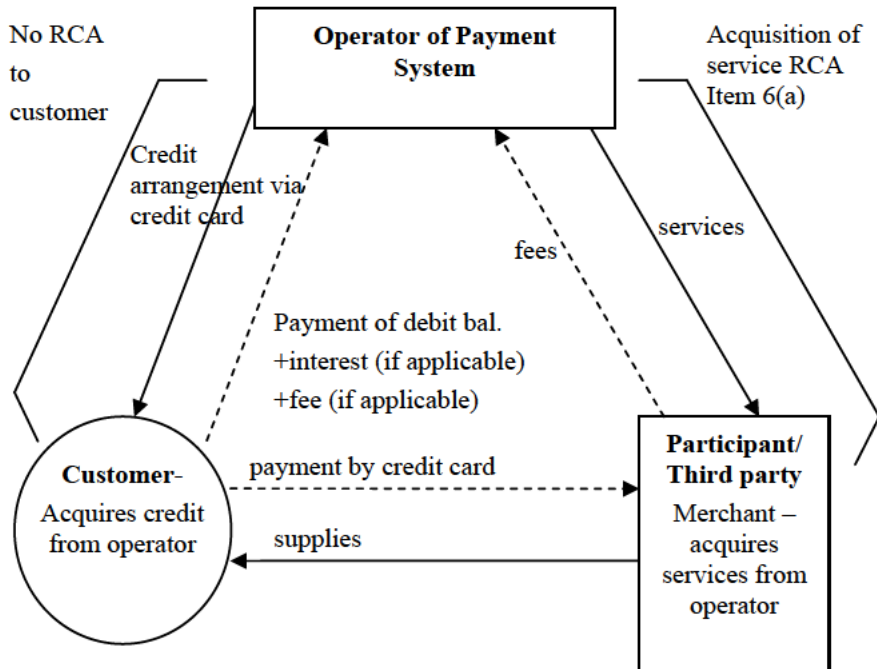 No RCA
to
customer
Operator of Payment
System
Acquisition of
service RCA
Item 6(a)
Credit
arrangement via
credit card
services
fees
Payment of debit bal.
+interest (if applicable)
+fee (if applicable)
Customer-
Acquires credit
from operator
payment by credit card
supplies
Participant/
Third party
Merchant –
acquires
services from
operator